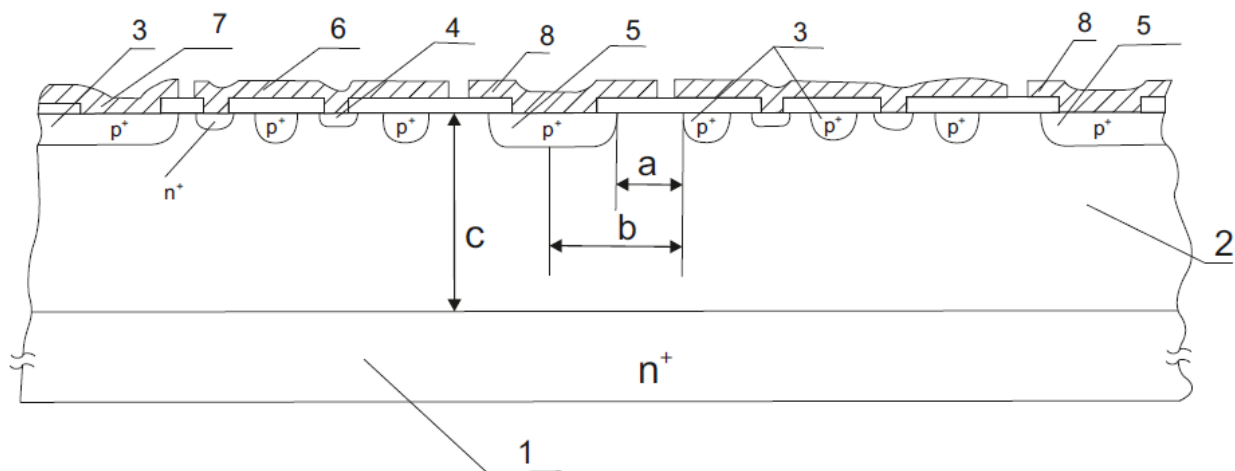 3 7 6 4 8 5 3 8 5
p⁺ p⁺ p⁺ p⁺ p⁺ p⁺ p⁺ p⁺
n⁺ a
c b
2
n⁺
1